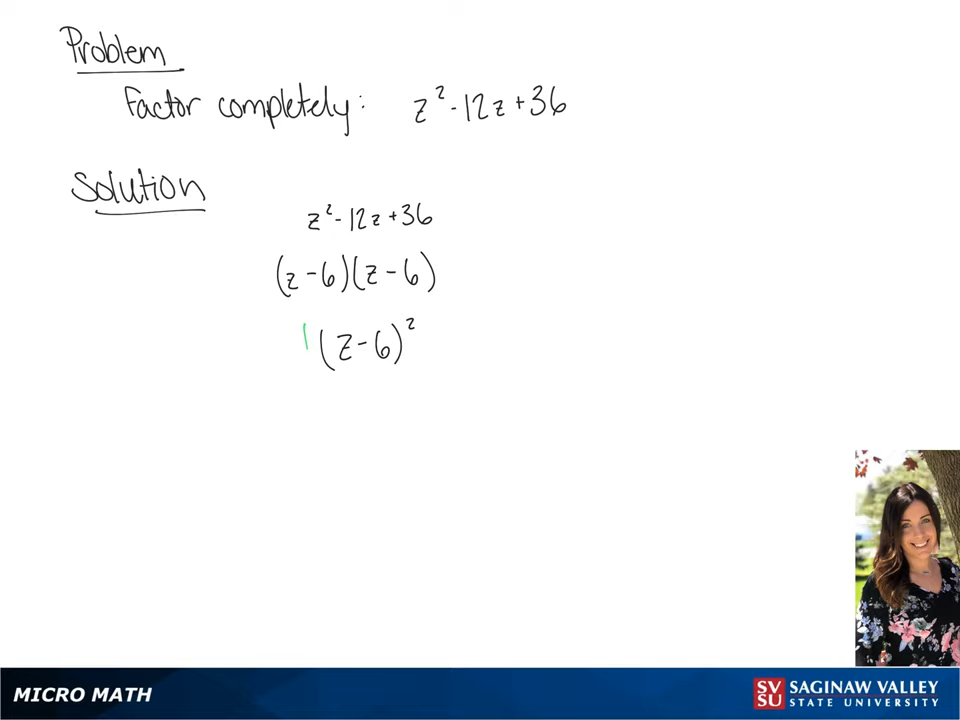 Problem
Factor completely: z² - 12z + 36
Solution
z² - 12z + 36
(z - 6)(z - 6)
(z - 6)²
MICRO MATH
SV SU SAGINAW VALLEY STATE UNIVERSITY